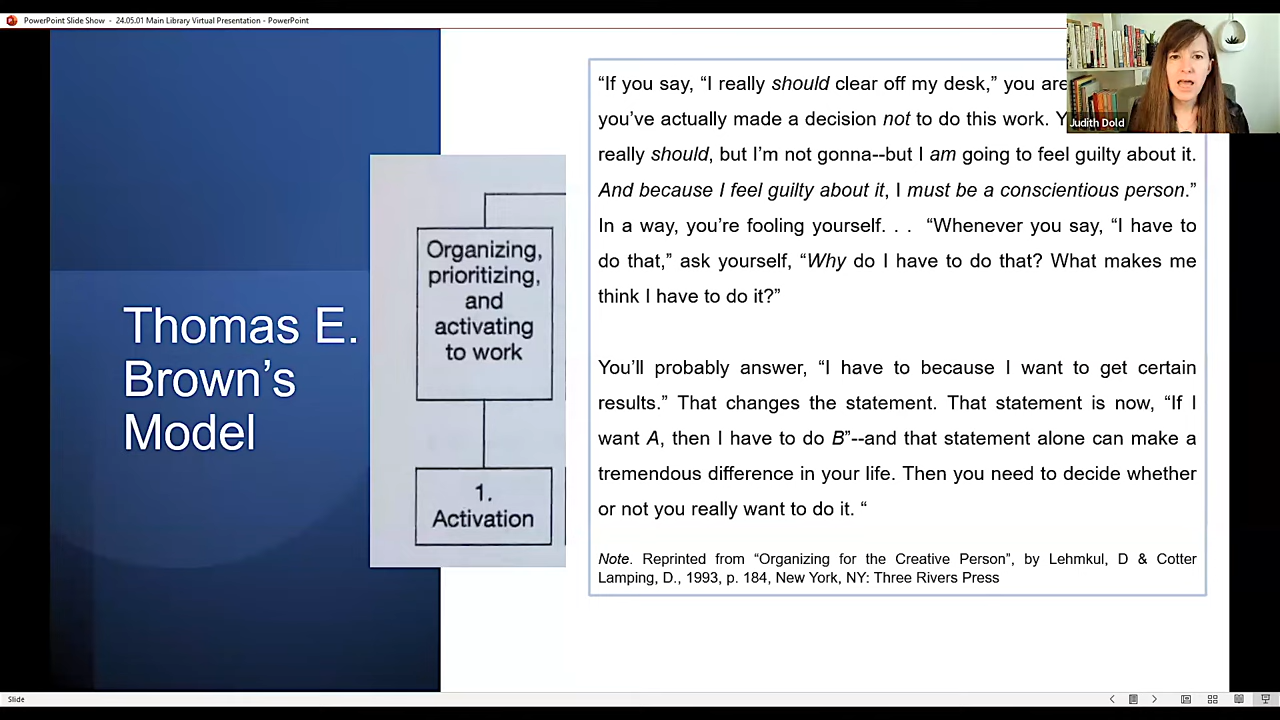 PowerPoint Slide Show - 24.05.01 Main Library Virtual Presentation - PowerPoint
Thomas E.
Brown’s
Model
Organizing,
prioritizing,
and
activating
to work
1.
Activation
“If you say, “I really should clear off my desk,” you are
you’ve actually made a decision not to do this work.
really should, but I’m not gonna--but I am going to feel guilty about it.
And because I feel guilty about it, I must be a conscientious person.”
In a way, you’re fooling yourself. . . “Whenever you say, “I have to
do that,” ask yourself, “Why do I have to do that? What makes me
think I have to do it?”
You’ll probably answer, “I have to because I want to get certain
results.” That changes the statement. That statement is now, “If I
want A, then I have to do B”--and that statement alone can make a
tremendous difference in your life. Then you need to decide whether
or not you really want to do it. “
Note. Reprinted from “Organizing for the Creative Person”, by Lehmkul, D & Cotter
Lamping, D., 1993, p. 184, New York, NY: Three Rivers Press
Judith Dold
Slide